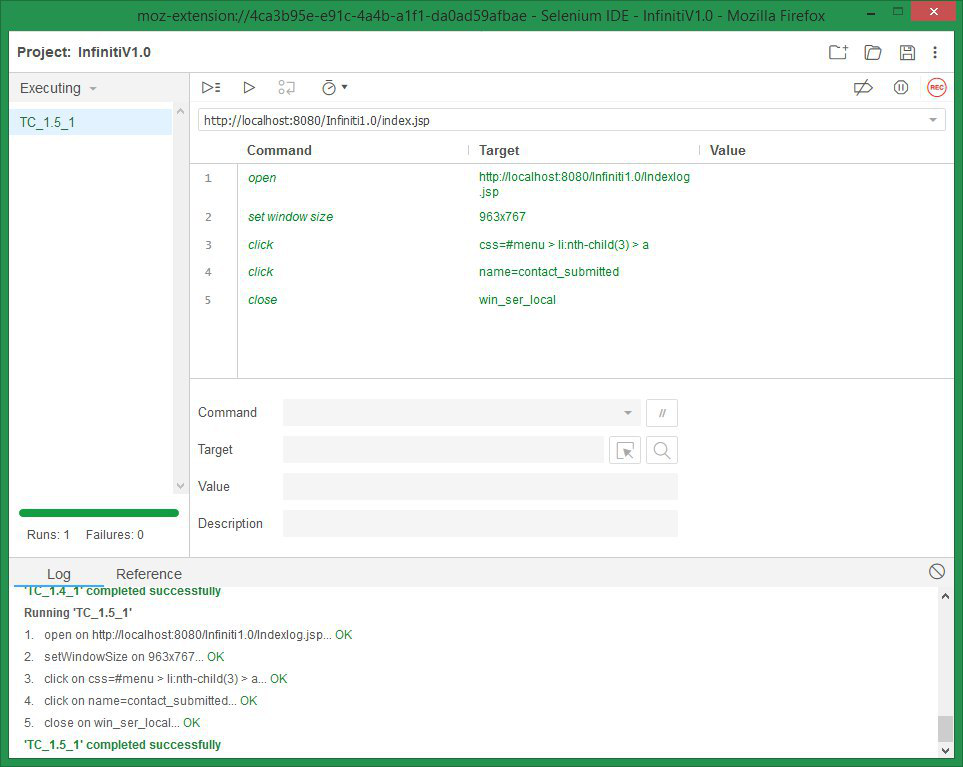 moz-extension://4ca3b95e-e91c-4a4b-a1f1-da0ad59afbae - Selenium IDE - InfinitiV1.0 - Mozilla Firefox
Project: InfinitiV1.0
Executing
REC
TC_1.5_1
http://localhost:8080/Infiniti1.0/index.jsp
Command Target Value
1 open http://localhost:8080/Infiniti1.0/Indexlog
.jsp
2 set window size 963x767
3 click css=#menu > li:nth-child(3) > a
4 click name=contact_submitted
5 close win_ser_local
Command //
Target
Value
Description
Runs: 1 Failures: 0
Log Reference
'TC_1.4_1' completed successfully
Running 'TC_1.5_1'
1. open on http://localhost:8080/Infiniti1.0/Indexlog.jsp... OK
2. setWindowSize on 963x767... OK
3. click on css=#menu > li:nth-child(3) > a... OK
4. click on name=contact_submitted... OK
5. close on win_ser_local... OK
'TC_1.5_1' completed successfully